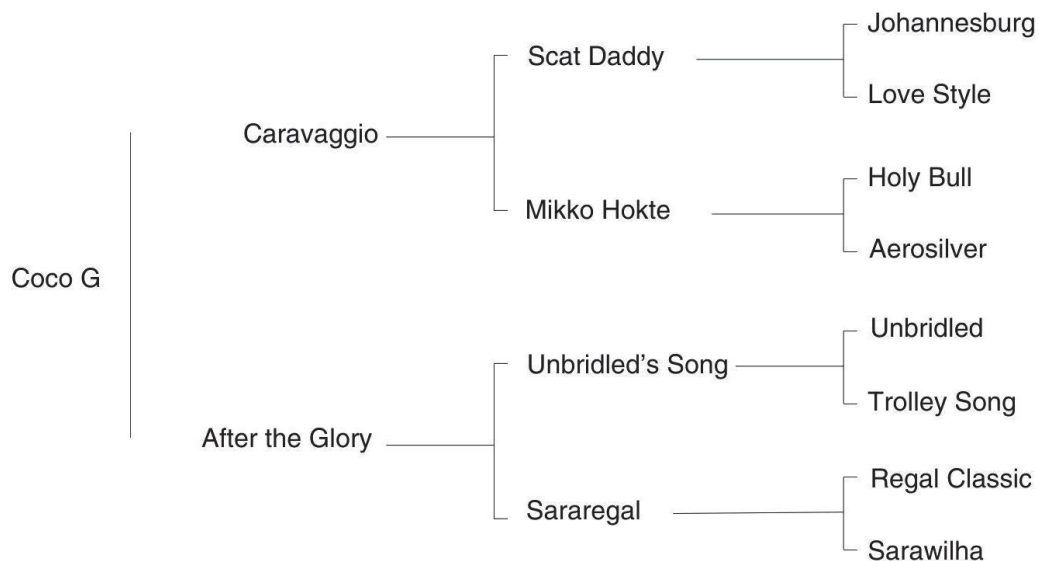 Johannesburg
Scat Daddy
Love Style
Caravaggio
Holy Bull
Mikko Hokte
Aerosilver
Coco G
Unbridled
Unbridled's Song
Trolley Song
After the Glory
Regal Classic
Sararegal
Sarawilha